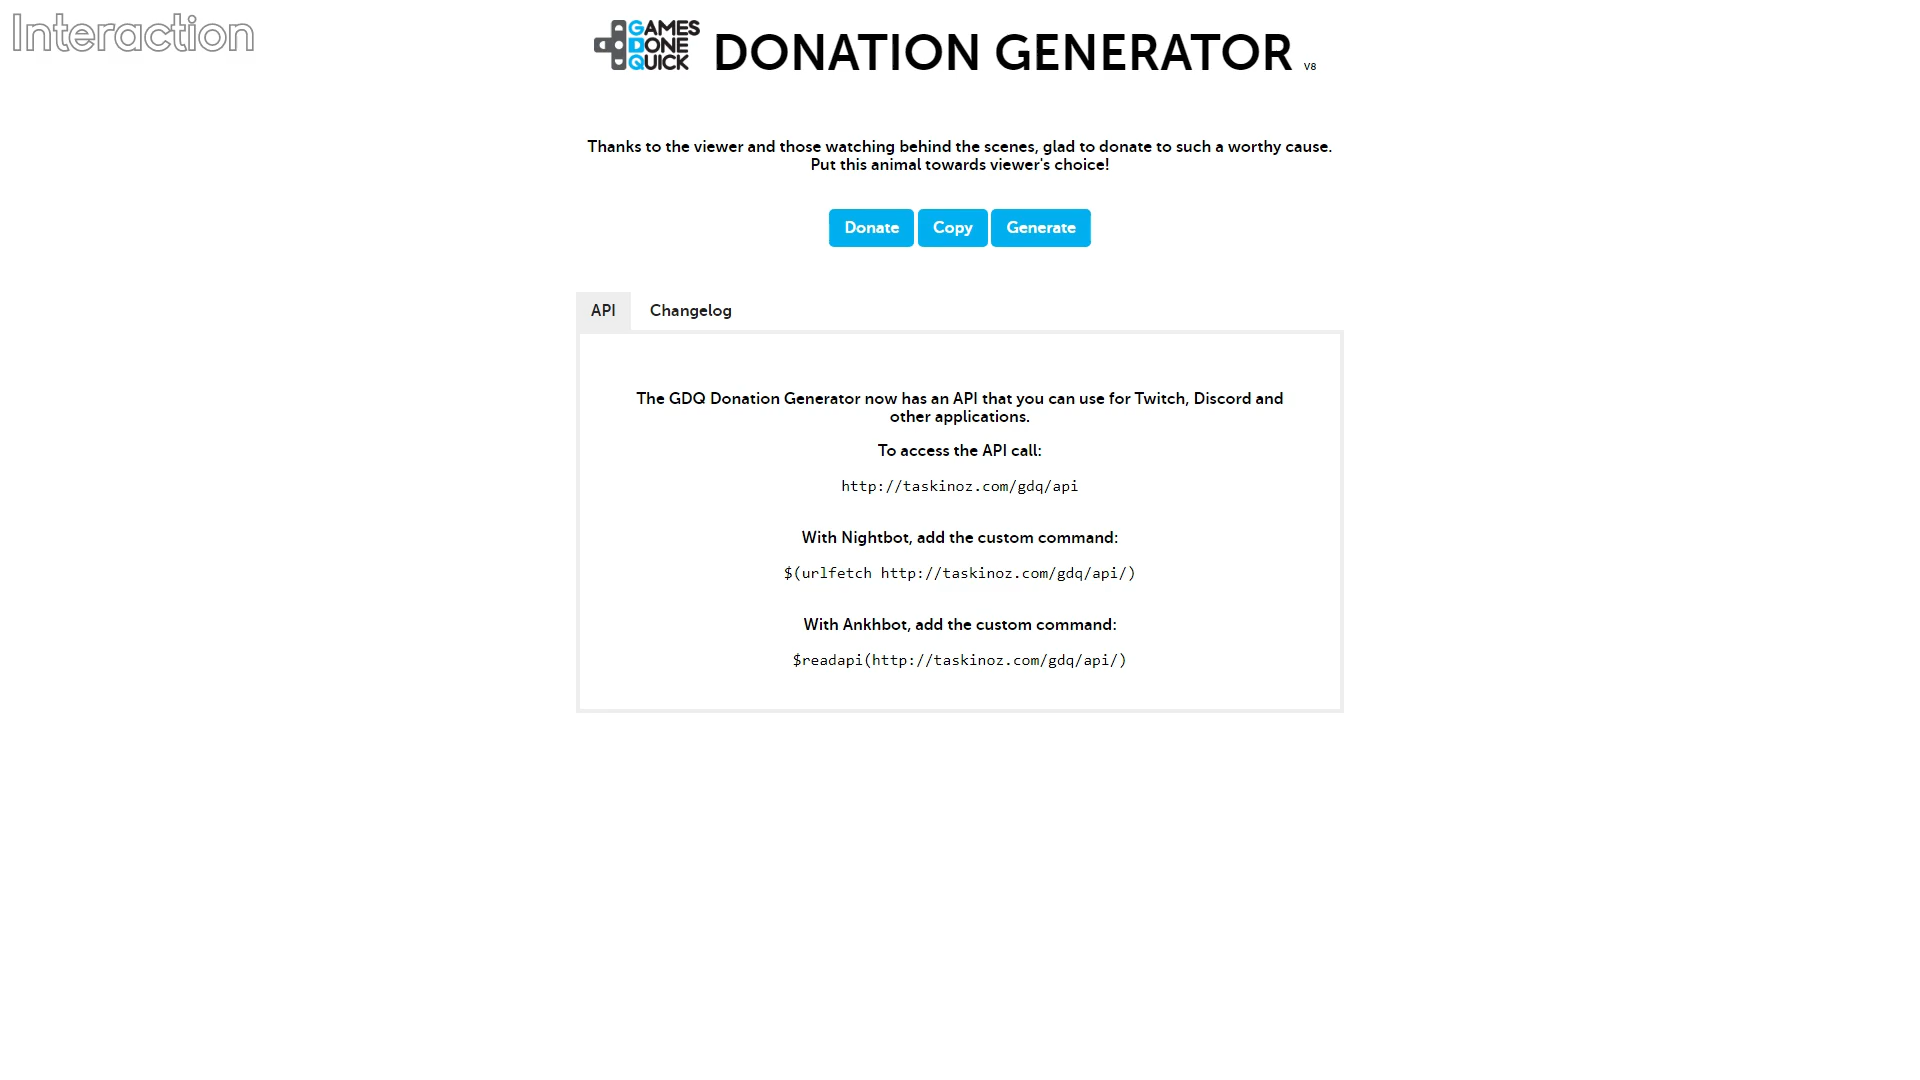 Interaction
GAMES
DONE
QUICK
DONATION GENERATOR V8
Thanks to the viewer and those watching behind the scenes, glad to donate to such a worthy cause.
Put this animal towards viewer's choice!
Donate Copy Generate
API Changelog
The GDQ Donation Generator now has an API that you can use for Twitch, Discord and
other applications.
To access the API call:
http://taskinoz.com/gdq/api
With Nightbot, add the custom command:
$(urlfetch http://taskinoz.com/gdq/api/)
With Ankhbot, add the custom command:
$readapi(http://taskinoz.com/gdq/api/)